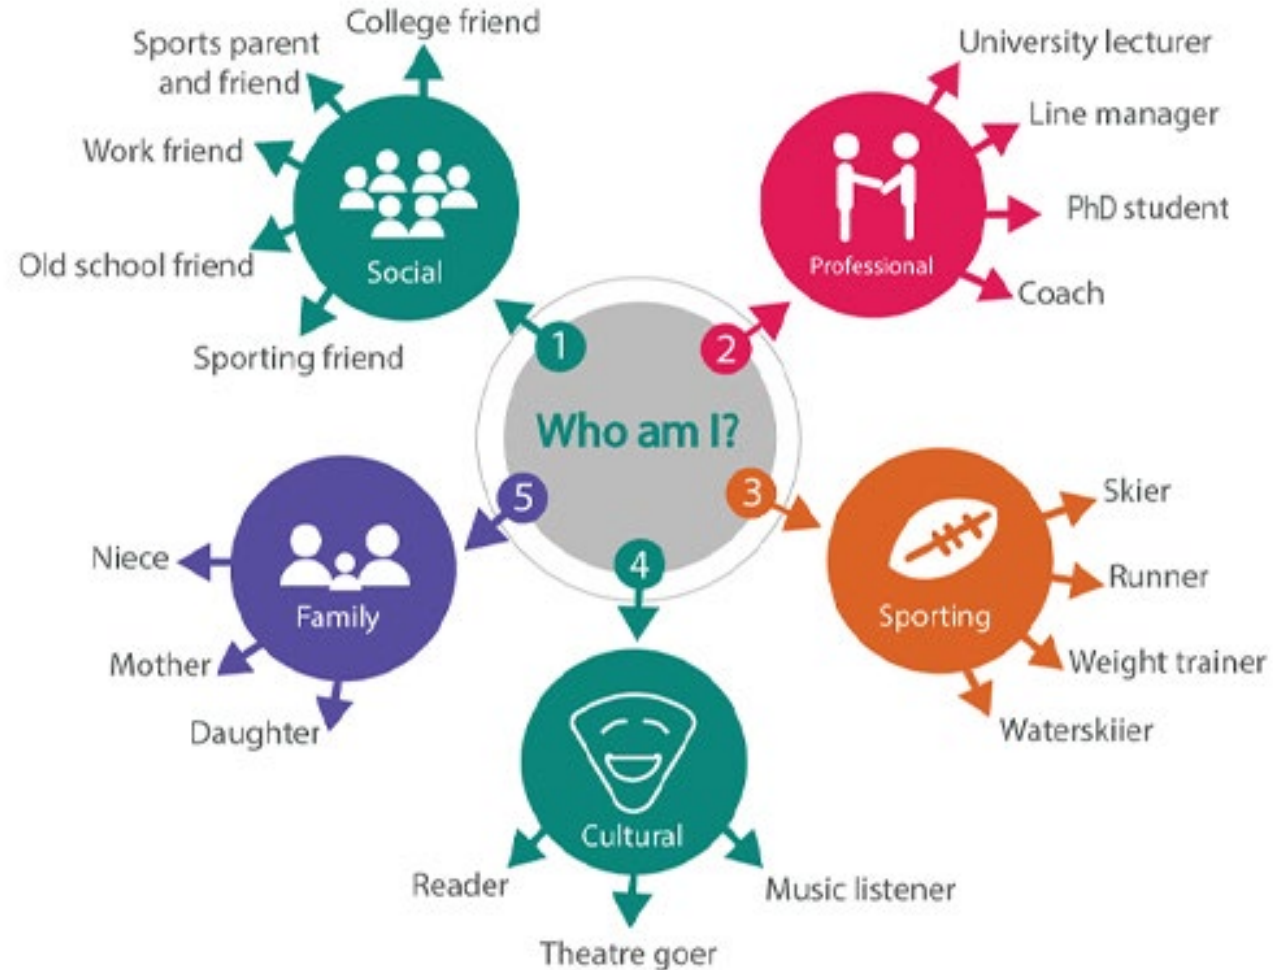 College friend
Sports parent
and friend
Work friend
Old school friend
Sporting friend
Social
1
University lecturer
Line manager
PhD student
Coach
Professional
2
Who am I?
3
Skier
Runner
Weight trainer
Waterskiier
Sporting
4
Cultural
Reader
Theatre goer
Music listener
5
Family
Niece
Mother
Daughter